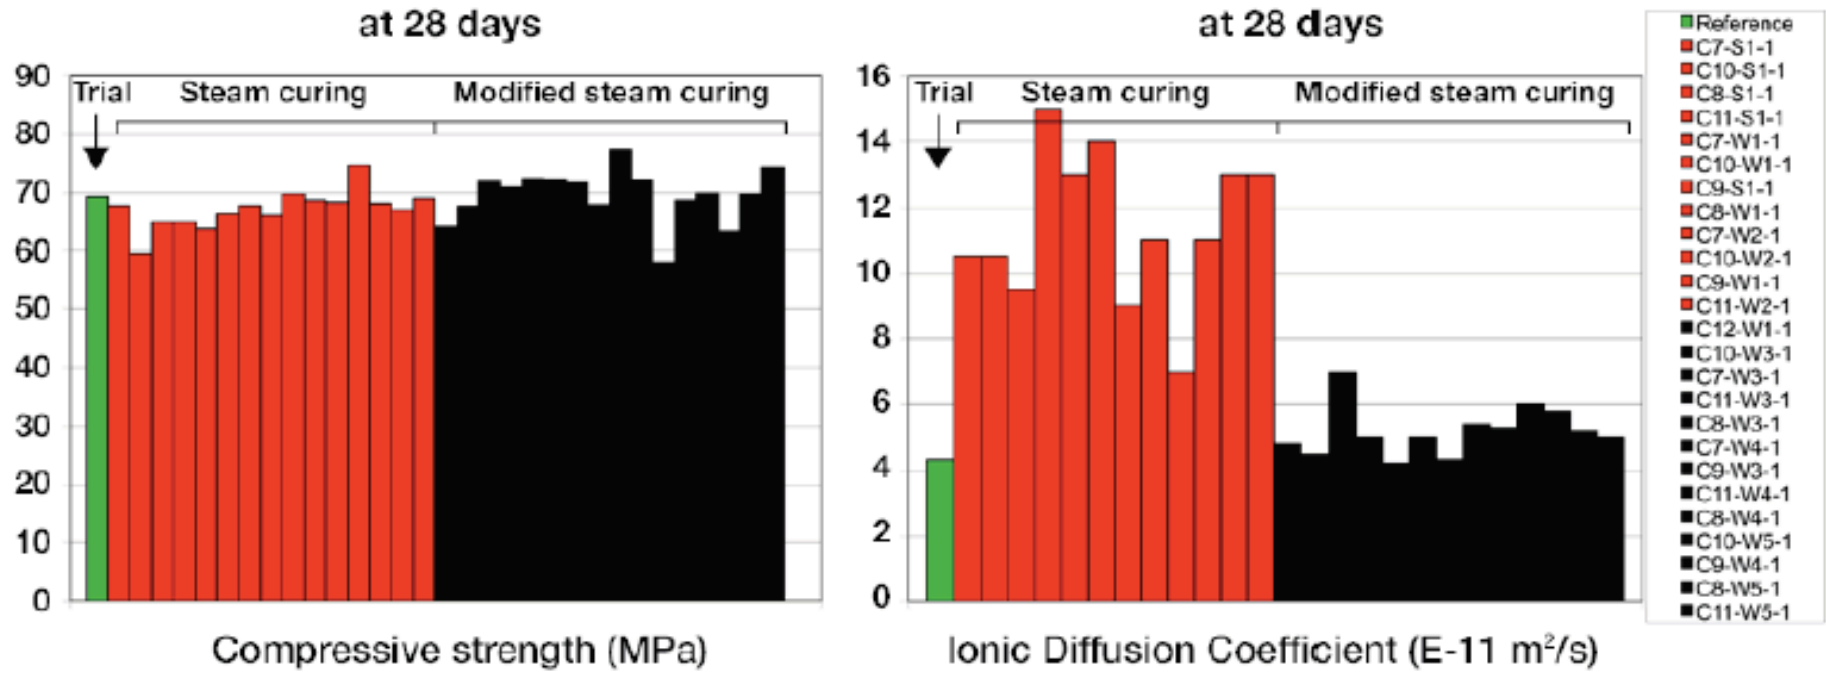 at 28 days
90
80
70
60
50
40
30
20
10
0
Trial
Steam curing
Modified steam curing
Compressive strength (MPa)
at 28 days
16
14
12
10
8
6
4
2
0
Trial
Steam curing
Modified steam curing
Ionic Diffusion Coefficient (E-11 m²/s)
Reference
C7-S1-1
C10-S1-1
C8-S1-1
C11-S1-1
C7-W1-1
C10-W1-1
C9-S1-1
C8-W1-1
C7-W2-1
C10-W2-1
C9-W1-1
C11-W2-1
C12-W1-1
C10-W3-1
C7-W3-1
C11-W3-1
C8-W3-1
C7-W4-1
C9-W3-1
C11-W4-1
C8-W4-1
C10-W5-1
C9-W4-1
C8-W5-1
C11-W5-1